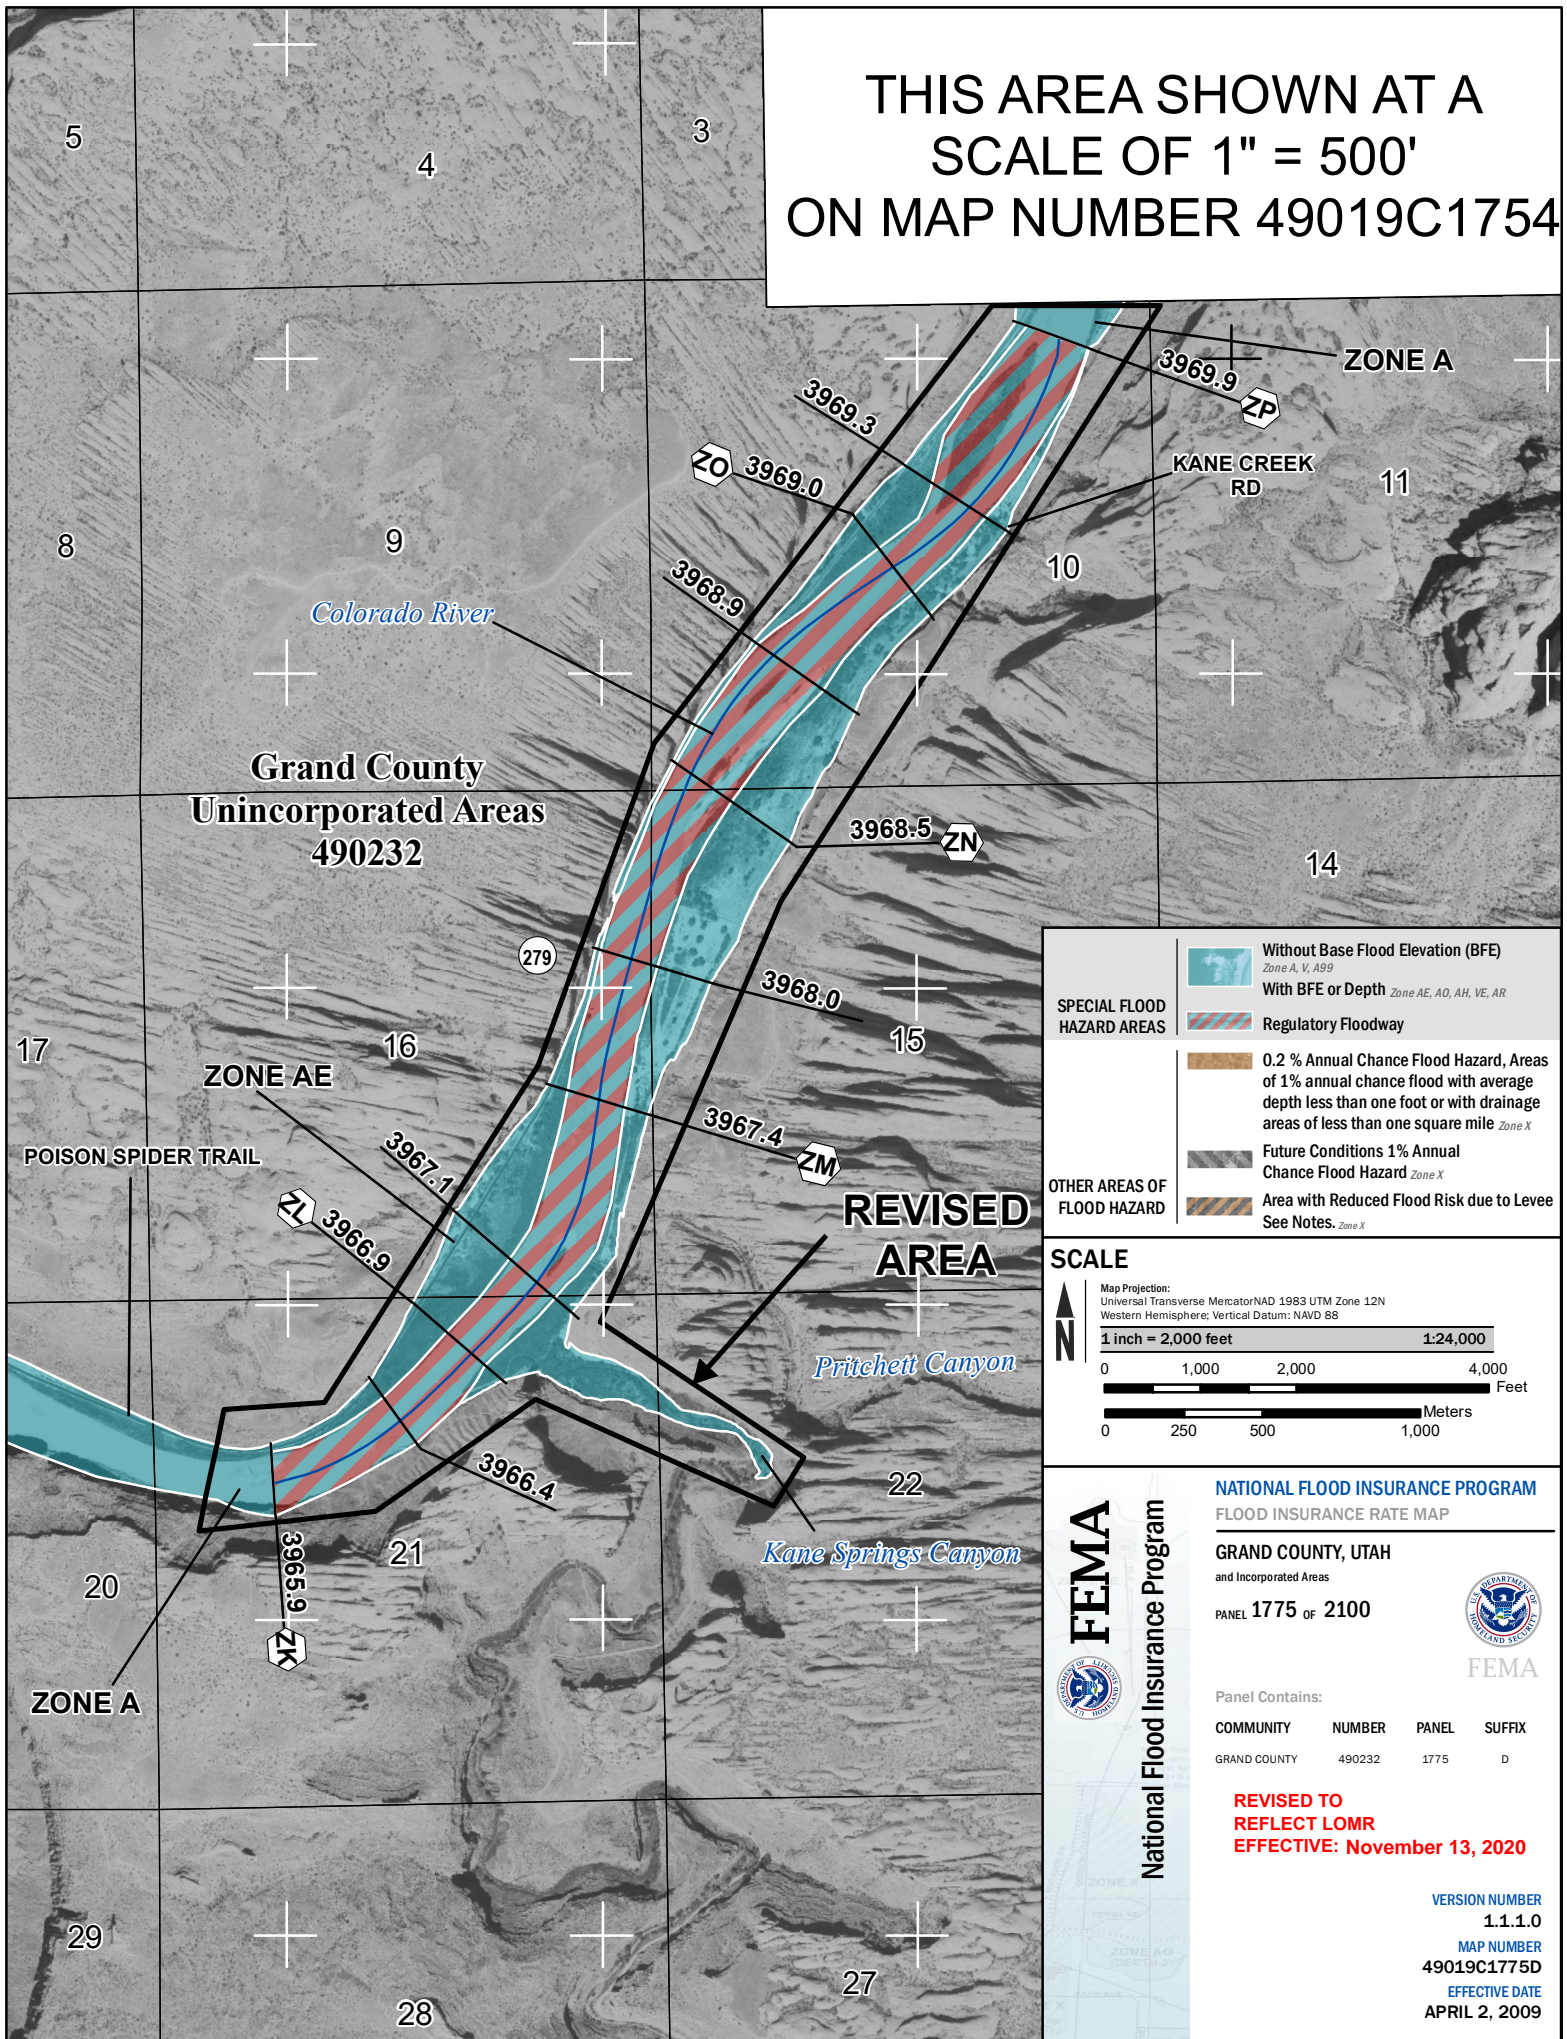 THIS AREA SHOWN AT A
SCALE OF 1" = 500'
ON MAP NUMBER 49019C1754
5
4
3
ZONE A
3969.9
ZP
3969.3
KANE CREEK
RD
ZO
3969.0
11
8
9
10
3968.9
Colorado River
Grand County
Unincorporated Areas
490232
3968.5
ZN
14
279
3968.0
17
16
15
ZONE AE
3967.4
ZM
3967.1
POISON SPIDER TRAIL
ZL
3966.9
REVISED
AREA
Pritchett Canyon
3966.4
22
Kane Springs Canyon
3965.9
21
20
ZK
ZONE A
29
28
27
SPECIAL FLOOD
HAZARD AREAS
Without Base Flood Elevation (BFE)
Zone A, V, A99
With BFE or Depth Zone AE, AO, AH, VE, AR
Regulatory Floodway
OTHER AREAS OF
FLOOD HAZARD
0.2 % Annual Chance Flood Hazard, Areas
of 1% annual chance flood with average
depth less than one foot or with drainage
areas of less than one square mile Zone X
Future Conditions 1% Annual
Chance Flood Hazard Zone X
Area with Reduced Flood Risk due to Levee
See Notes. Zone X
SCALE
N
Map Projection:
Universal Transverse MercatorNAD 1983 UTM Zone 12N
Western Hemisphere; Vertical Datum: NAVD 88
1 inch = 2,000 feet 1:24,000
0 1,000 2,000 4,000
Feet
Meters
0 250 500 1,000
FEMA
National Flood Insurance Program
NATIONAL FLOOD INSURANCE PROGRAM
FLOOD INSURANCE RATE MAP
GRAND COUNTY, UTAH
and Incorporated Areas
PANEL 1775 OF 2100
U.S. DEPARTMENT OF
HOMELAND SECURITY
FEMA
Panel Contains:
COMMUNITY NUMBER PANEL SUFFIX
GRAND COUNTY 490232 1775 D
REVISED TO
REFLECT LOMR
EFFECTIVE: November 13, 2020
VERSION NUMBER
1.1.1.0
MAP NUMBER
49019C1775D
EFFECTIVE DATE
APRIL 2, 2009